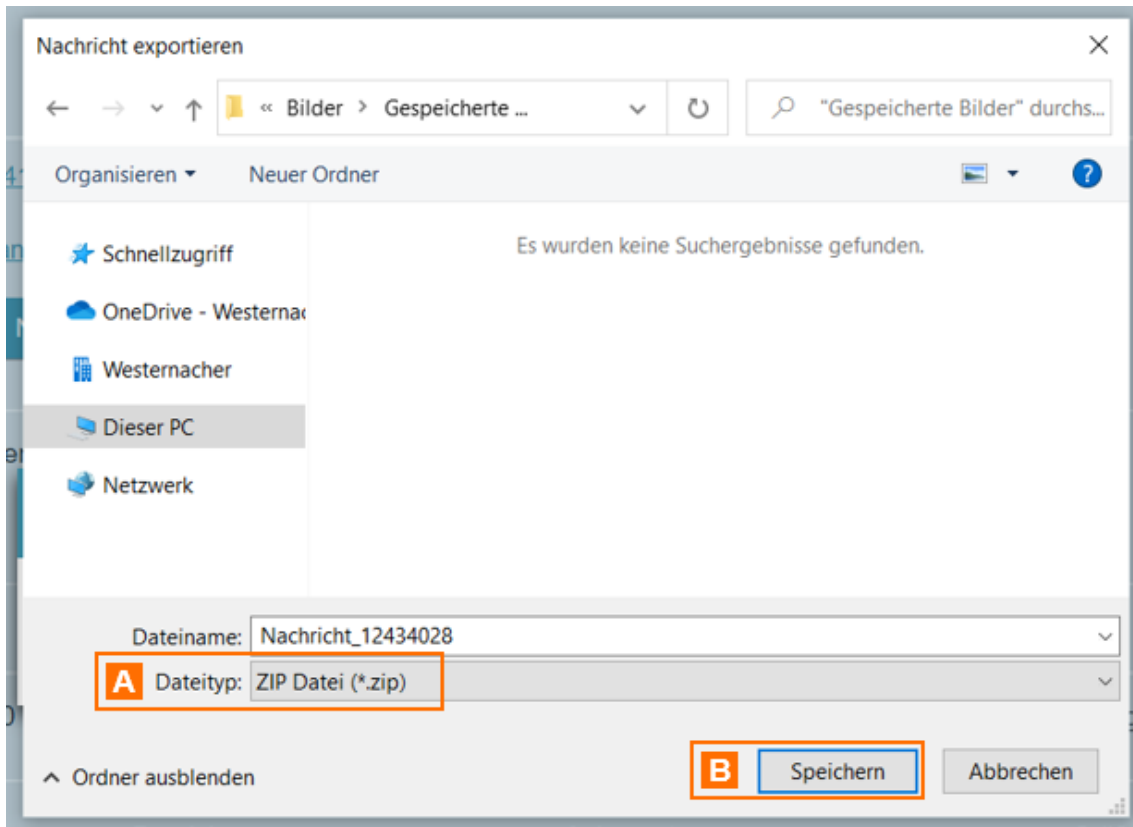 Nachricht exportieren
« Bilder > Gespeicherte ...
"Gespeicherte Bilder" durchs...
Organisieren
Neuer Ordner
?
Schnellzugriff
Es wurden keine Suchergebnisse gefunden.
OneDrive - Westernac
Westernacher
Dieser PC
Netzwerk
Dateiname: Nachricht_12434028
A Dateityp: ZIP Datei (*.zip)
Ordner ausblenden
B Speichern
Abbrechen